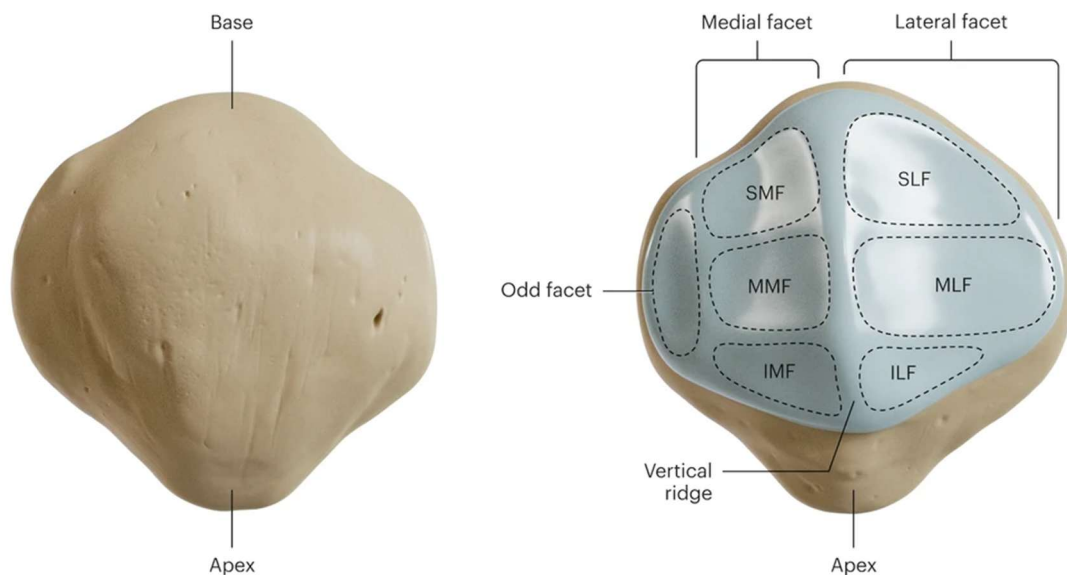 Base
Medial facet
Lateral facet
SMF
SLF
Odd facet
MMF
MLF
IMF
ILF
Vertical
ridge
Apex
Apex